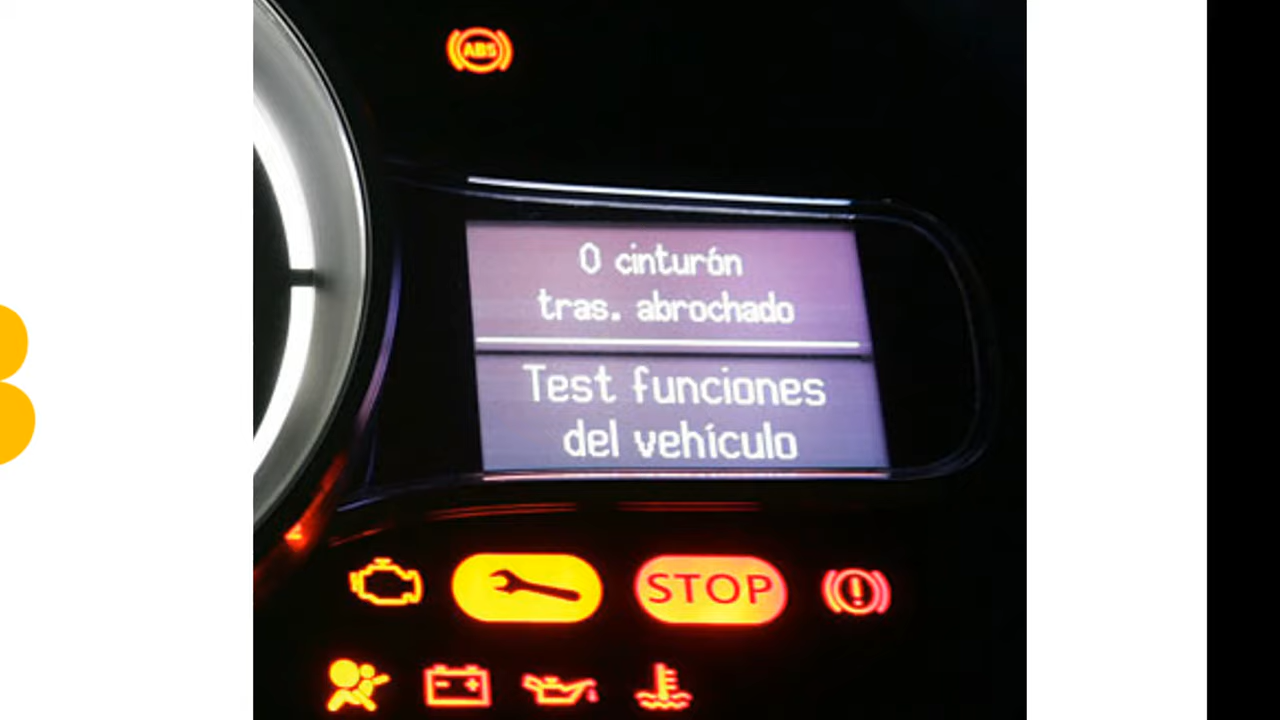 ABS
0 cinturón
tras. abrochado
Test funciones
del vehículo
STOP